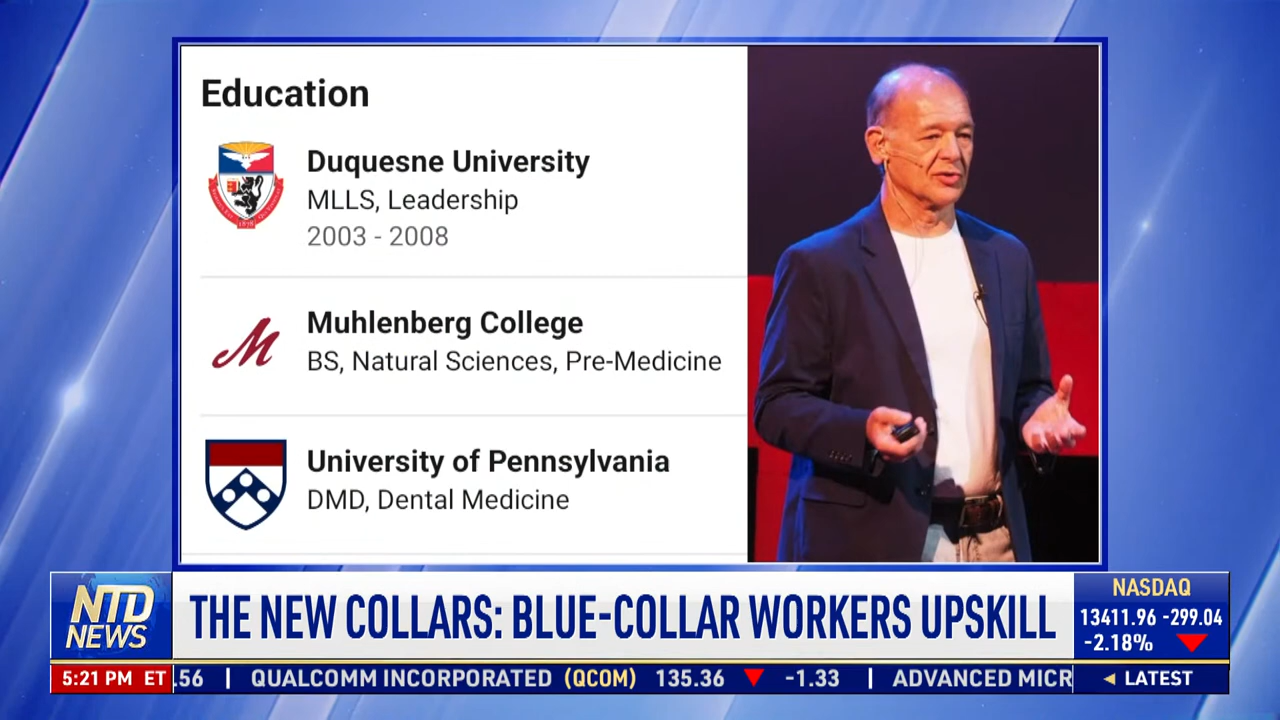 Education
Duquesne University
MLLS, Leadership
2003 - 2008
Muhlenberg College
BS, Natural Sciences, Pre-Medicine
University of Pennsylvania
DMD, Dental Medicine
NTD
NEWS
THE NEW COLLARS: BLUE-COLLAR WORKERS UPSKILL
NASDAQ
13411.96 -299.04
-2.18%
5:21 PM ET
.56 | QUALCOMM INCORPORATED (QCOM) 135.36 ▼ -1.33 | ADVANCED MICR
◄ LATEST